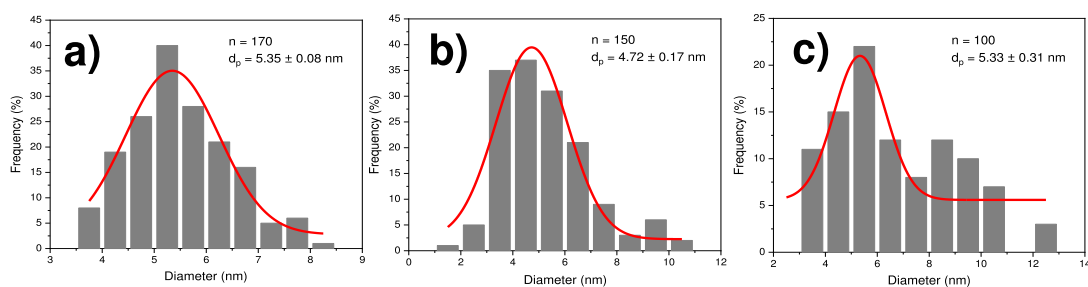 a)
n = 170
dp = 5.35 ± 0.08 nm
Frequency (%)
45
40
35
30
25
20
15
10
5
0
3 4 5 6 7 8 9
Diameter (nm)
b)
n = 150
dp = 4.72 ± 0.17 nm
Frequency (%)
45
40
35
30
25
20
15
10
5
0
0 2 4 6 8 10 12
Diameter (nm)
c)
n = 100
dp = 5.33 ± 0.31 nm
Frequency (%)
25
20
15
10
5
0
2 4 6 8 10 12 14
Diameter (nm)